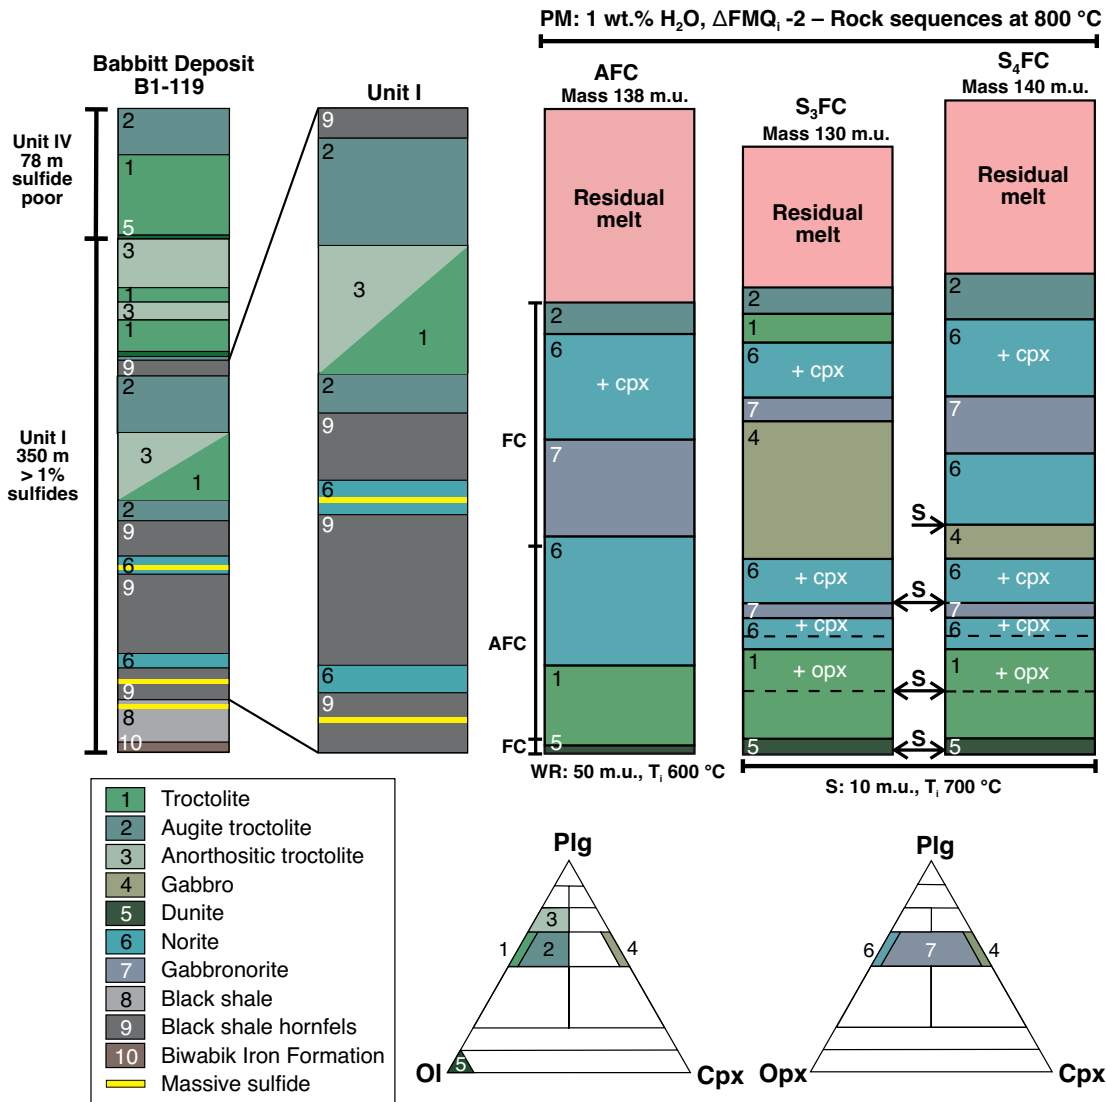 PM: 1 wt.% H₂O, ΔFMQᵢ -2 – Rock sequences at 800 °C
Babbitt Deposit
B1-119
Unit I
AFC
Mass 138 m.u.
S₃FC
Mass 130 m.u.
S₄FC
Mass 140 m.u.
Unit IV
78 m
sulfide
poor
Unit I
350 m
> 1%
sulfides
2
1
5
3
1
3
1
9
2
3
1
2
9
6
9
6
9
8
10
9
2
3
1
2
9
6
9
6
9
FC
AFC
FC
Residual
melt
2
6
+ cpx
7
6
1
5
WR: 50 m.u., Tᵢ 600 °C
Residual
melt
2
1
6
+ cpx
7
4
6
+ cpx
7
+ cpx
6
1
+ opx
5
S
S
S
S
Residual
melt
2
6
+ cpx
7
6
4
6
+ cpx
7
+ cpx
6
1
+ opx
5
S: 10 m.u., Tᵢ 700 °C
1 Troctolite
2 Augite troctolite
3 Anorthositic troctolite
4 Gabbro
5 Dunite
6 Norite
7 Gabbronorite
8 Black shale
9 Black shale hornfels
10 Biwabik Iron Formation
Massive sulfide
Plg
3
1
2
4
5
Ol
Cpx
Plg
6
7
4
Opx
Cpx